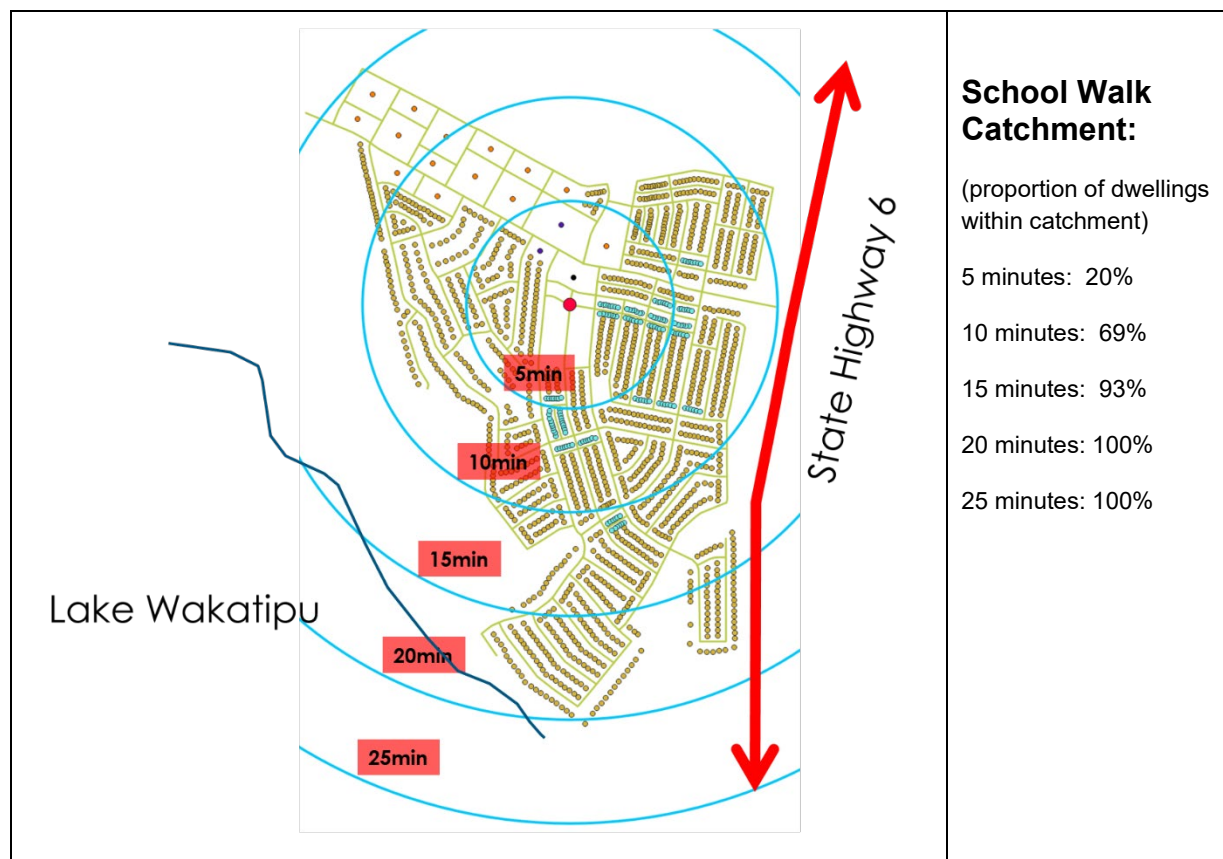 State Highway 6
5min
10min
15min
Lake Wakatipu
20min
25min
School Walk
Catchment:
(proportion of dwellings
within catchment)
5 minutes: 20%
10 minutes: 69%
15 minutes: 93%
20 minutes: 100%
25 minutes: 100%